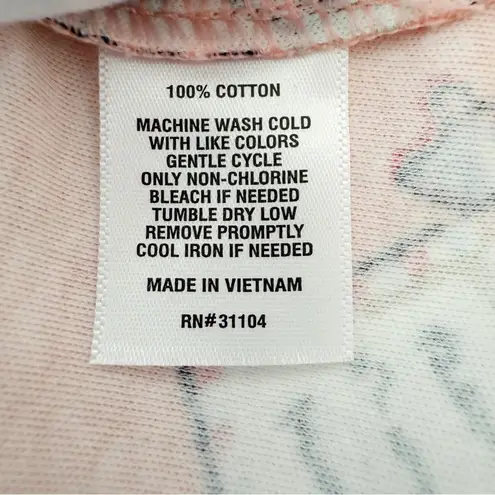 100% COTTON
MACHINE WASH COLD
WITH LIKE COLORS
GENTLE CYCLE
ONLY NON-CHLORINE
BLEACH IF NEEDED
TUMBLE DRY LOW
REMOVE PROMPTLY
COOL IRON IF NEEDED
MADE IN VIETNAM
RN#31104